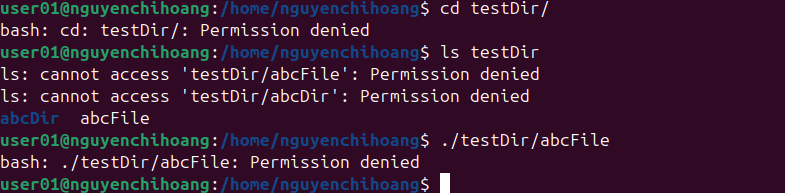 user01@nguyenchihoang:/home/nguyenchihoang$ cd testDir/
bash: cd: testDir/: Permission denied
user01@nguyenchihoang:/home/nguyenchihoang$ ls testDir
ls: cannot access 'testDir/abcFile': Permission denied
ls: cannot access 'testDir/abcDir': Permission denied
abcDir  abcFile
user01@nguyenchihoang:/home/nguyenchihoang$ ./testDir/abcFile
bash: ./testDir/abcFile: Permission denied
user01@nguyenchihoang:/home/nguyenchihoang$